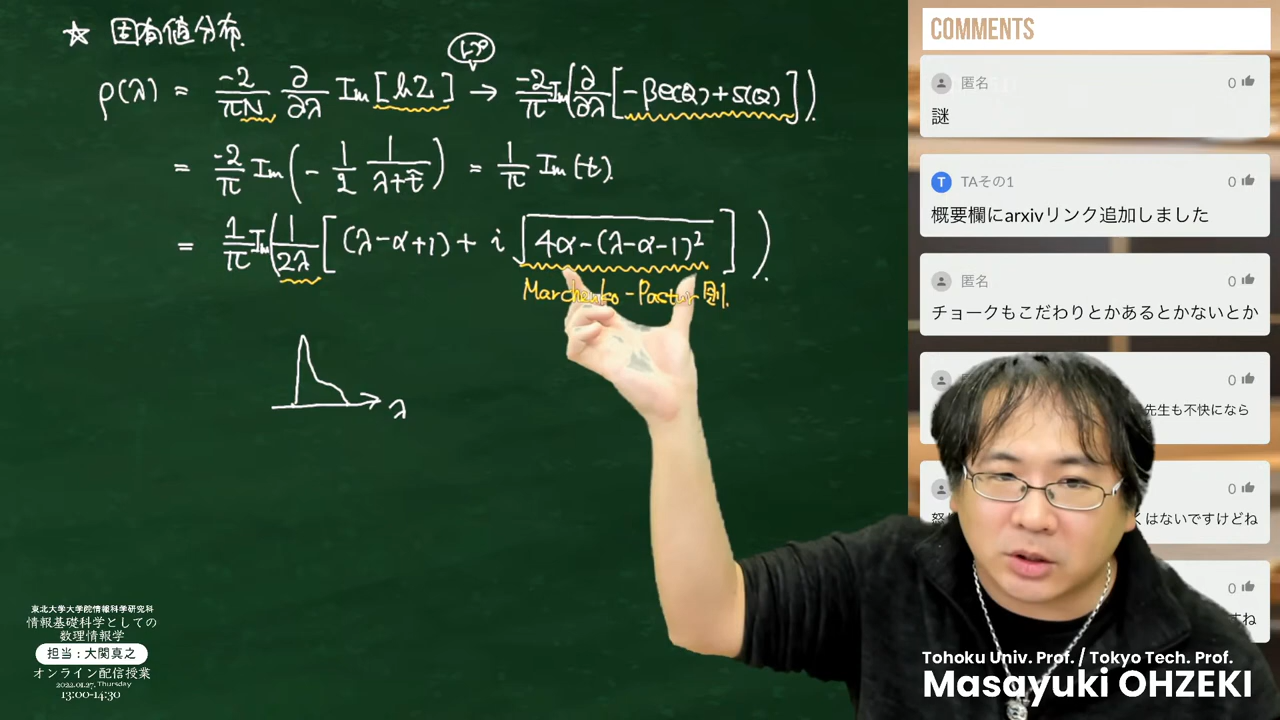 ☆ 固有値分布.
レプ
ρ(λ) = -2/πN ∂/∂λ Im [ln Z] → -2/π Im(∂/∂λ [-βe(Q)+s(Q)]).
= -2/π Im(-1/2 1/(λ+t̃)) = 1/π Im(t).
= 1/π Im(1/2λ [(λ-α+1) + i√(4α-(λ-α-1)²)]).
Marchenko-Pastur 則.
λ
COMMENTS
匿名 0
謎
T TAその1 0
概要欄にarxivリンク追加しました
匿名 0
チョークもこだわりとかあるとかないとか
0
先生も不快になら
0
くはないですけどね
0
すね
東北大学大学院情報科学研究科
情報基礎科学としての
数理情報学
担当:大関真之
オンライン配信授業
2022.01.27. Thursday
13:00-14:30
Tohoku Univ. Prof. / Tokyo Tech. Prof.
Masayuki OHZEKI